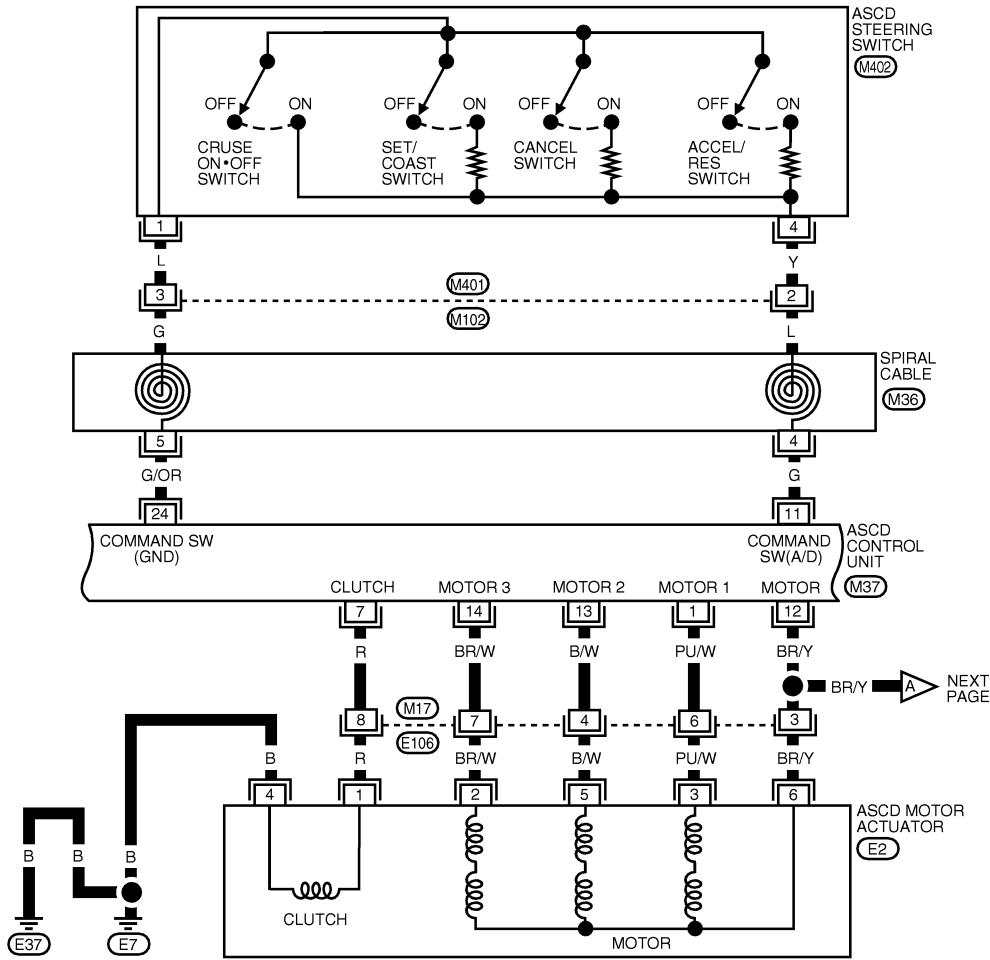 ASCD
STEERING
SWITCH
M402
OFF ON OFF ON OFF ON OFF ON
CRUSE
ON•OFF
SWITCH
SET/
COAST
SWITCH
CANCEL
SWITCH
ACCEL/
RES
SWITCH
1 4
L Y
M401
3 2
M102
G L
SPIRAL
CABLE
M36
5 4
G/OR G
24 11
COMMAND SW
(GND)
COMMAND
SW(A/D)
ASCD
CONTROL
UNIT
M37
CLUTCH MOTOR 3 MOTOR 2 MOTOR 1 MOTOR
7 14 13 1 12
R BR/W B/W PU/W BR/Y
BR/Y A NEXT
PAGE
M17
8 7 4 6 3
E106
B R BR/W B/W PU/W BR/Y
4 1 2 5 3 6
ASCD MOTOR
ACTUATOR
E2
B B B
CLUTCH
MOTOR
E37 E7